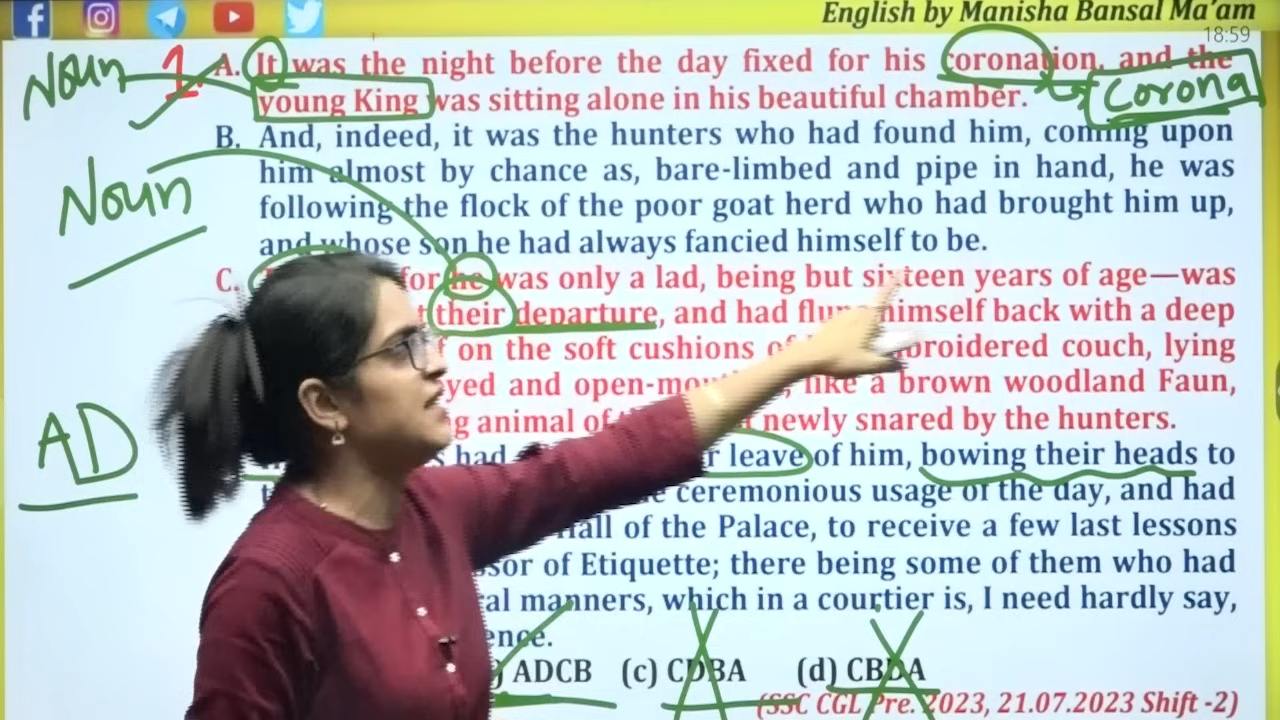 English by Manisha Bansal Ma'am
18:59
Noun 1. A. It was the night before the day fixed for his coronation, and the
young King was sitting alone in his beautiful chamber. Corona
B. And, indeed, it was the hunters who had found him, coming upon
him almost by chance as, bare-limbed and pipe in hand, he was
Noun following the flock of the poor goat herd who had brought him up,
and whose son he had always fancied himself to be.
C. for he was only a lad, being but sixteen years of age—was
their departure, and had flung himself back with a deep
on the soft cushions of embroidered couch, lying
yed and open- like a brown woodland Faun,
AD g animal of newly snared by the hunters.
had leave of him, bowing their heads to
ceremonious usage of the day, and had
Hall of the Palace, to receive a few last lessons
ssor of Etiquette; there being some of them who had
al manners, which in a courtier is, I need hardly say,
ence.
ADCB (c) CDBA (d) CBDA
(SSC CGL Pre. 2023, 21.07.2023 Shift -2)